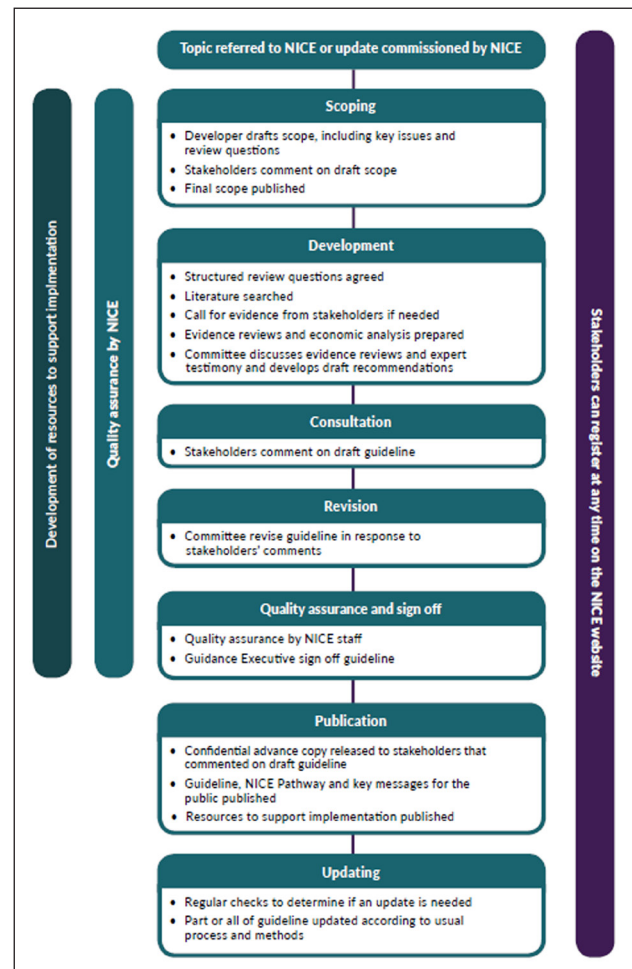 Topic referred to NICE or update commissioned by NICE
Scoping
• Developer drafts scope, including key issues and
review questions
• Stakeholders comment on draft scope
• Final scope published
Development
• Structured review questions agreed
• Literature searched
• Call for evidence from stakeholders if needed
• Evidence reviews and economic analysis prepared
• Committee discusses evidence reviews and expert
testimony and develops draft recommendations
Consultation
• Stakeholders comment on draft guideline
Revision
• Committee revise guideline in response to
stakeholders' comments
Quality assurance and sign off
• Quality assurance by NICE staff
• Guidance Executive sign off guideline
Publication
• Confidential advance copy released to stakeholders that
commented on draft guideline
• Guideline, NICE Pathway and key messages for the
public published
• Resources to support implementation published
Updating
• Regular checks to determine if an update is needed
• Part or all of guideline updated according to usual
process and methods
Development of resources to support implmentation
Quality assurance by NICE
Stakeholders can register at any time on the NICE website